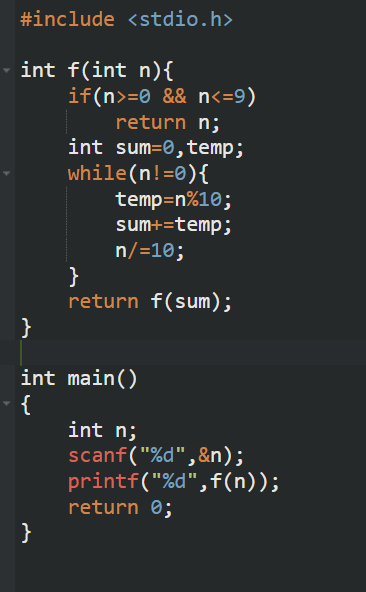 #include <stdio.h>
int f(int n){
if(n>=0 && n<=9)
return n;
int sum=0,temp;
while(n!=0){
temp=n%10;
sum+=temp;
n/=10;
}
return f(sum);
}
int main()
{
int n;
scanf("%d",&n);
printf("%d",f(n));
return 0;
}